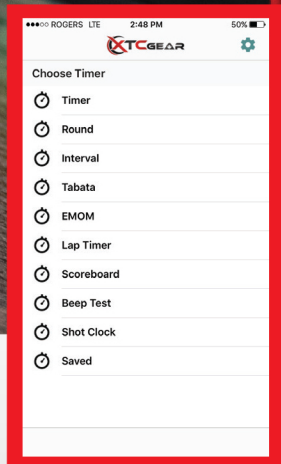 ROGERS LTE 2:48 PM 50%
XTCGEAR
Choose Timer
Timer
Round
Interval
Tabata
EMOM
Lap Timer
Scoreboard
Beep Test
Shot Clock
Saved